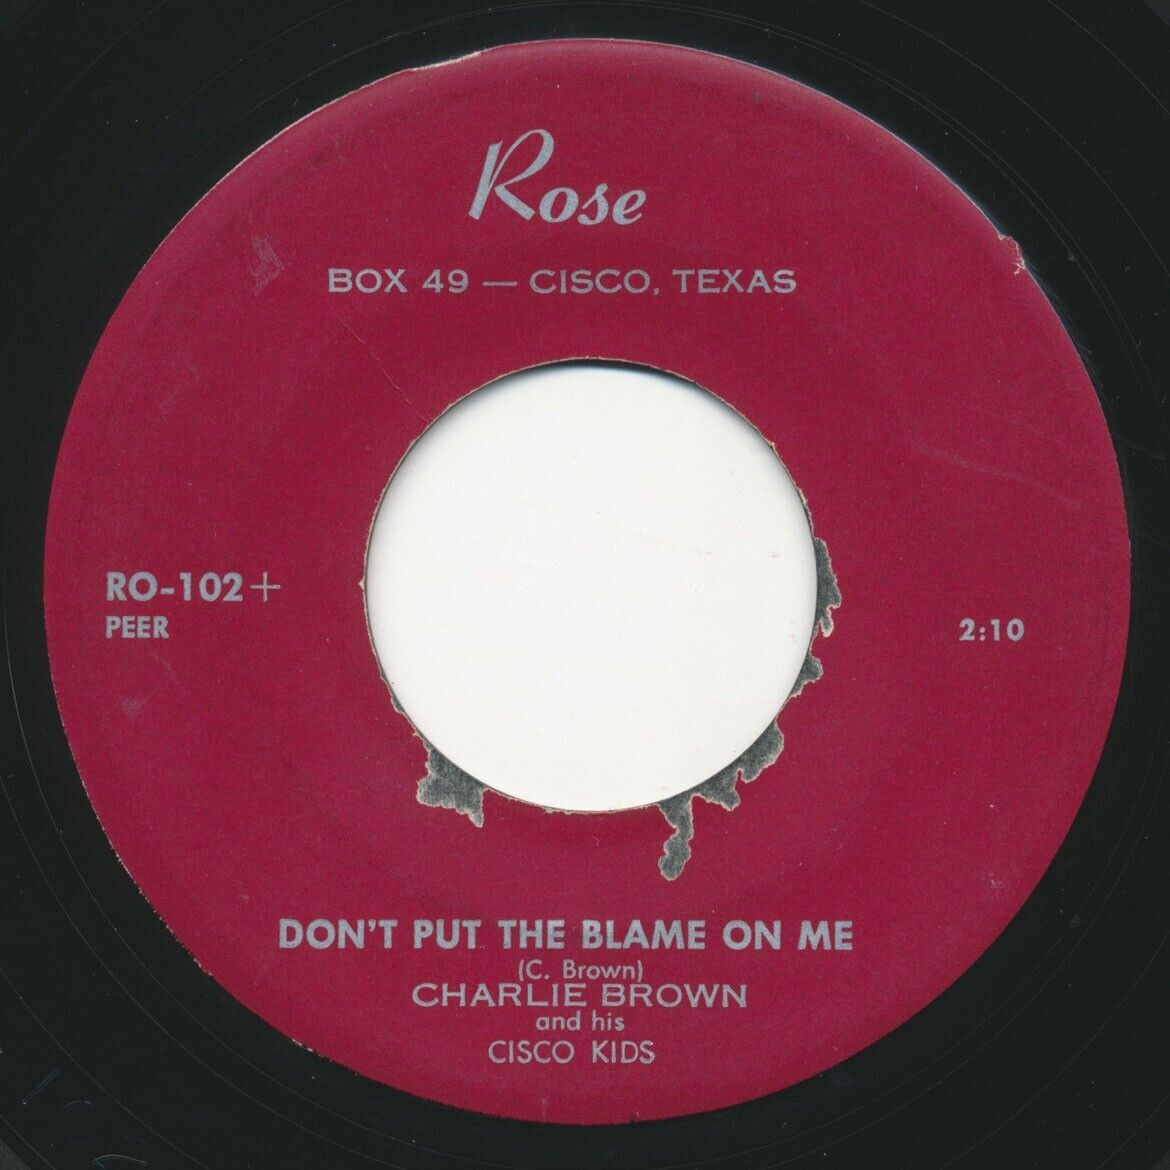 Rose
BOX 49 — CISCO, TEXAS
RO-102+
PEER
2:10
DON'T PUT THE BLAME ON ME
(C. Brown)
CHARLIE BROWN
and his
CISCO KIDS